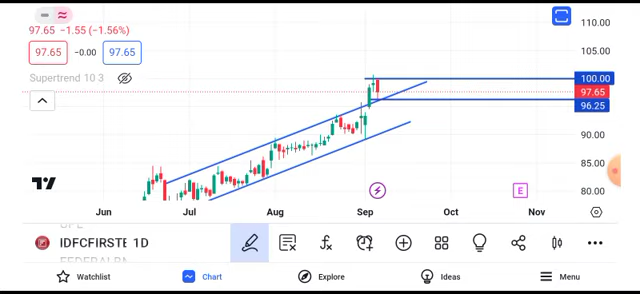 97.65 −1.55 (−1.56%)
97.65 −0.00 97.65
Supertrend 10 3
110.00
105.00
100.00
97.65
96.25
90.00
85.00
80.00
E
Jun Jul Aug Sep Oct Nov
IDFCFIRSTB 1D
Watchlist Chart Explore Ideas Menu